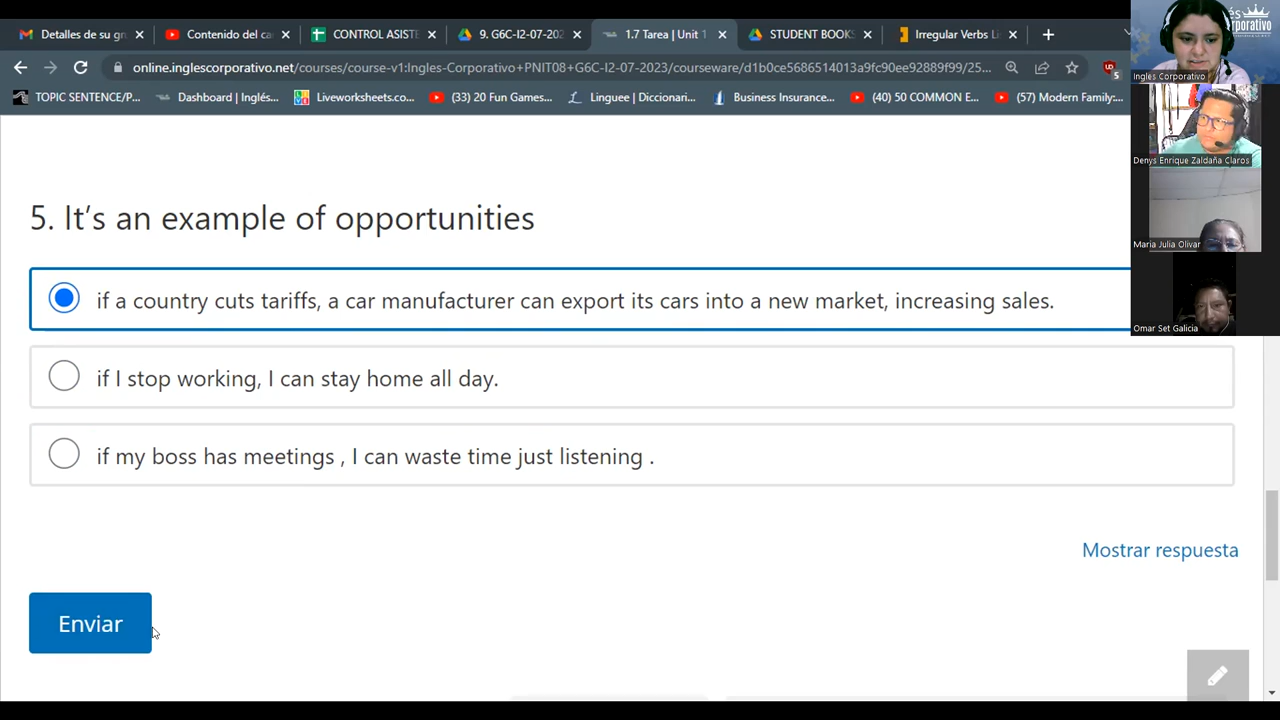 Detalles de su gn
Contenido del ca
CONTROL ASISTE
9. G6C-I2-07-202
1.7 Tarea | Unit 1
STUDENT BOOKS
Irregular Verbs Li
online.inglescorporativo.net/courses/course-v1:Ingles-Corporativo+PNIT08+G6C-I2-07-2023/courseware/d1b0ce5686514013a9fc90ee92889f99/25...
TOPIC SENTENCE/P...
Dashboard | Inglés...
Liveworksheets.co...
(33) 20 Fun Games...
Linguee | Diccionari...
Business Insurance...
(40) 50 COMMON E...
(57) Modern Family:...
Ingles Corporativo
Denys Enrique Zaldaña Claros
Maria Julia Olivar
Omar Set Galicia
5. It's an example of opportunities
if a country cuts tariffs, a car manufacturer can export its cars into a new market, increasing sales.
if I stop working, I can stay home all day.
if my boss has meetings , I can waste time just listening .
Mostrar respuesta
Enviar